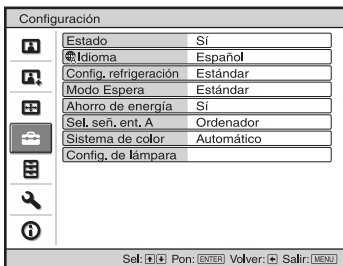 Configuración
Estado Sí
Idioma Español
Config. refrigeración Estándar
Modo Espera Estándar
Ahorro de energía Sí
Sel. señ. ent. A Ordenador
Sistema de color Automático
Config. de lámpara
Sel: Pon: ENTER Volver: Salir: MENU